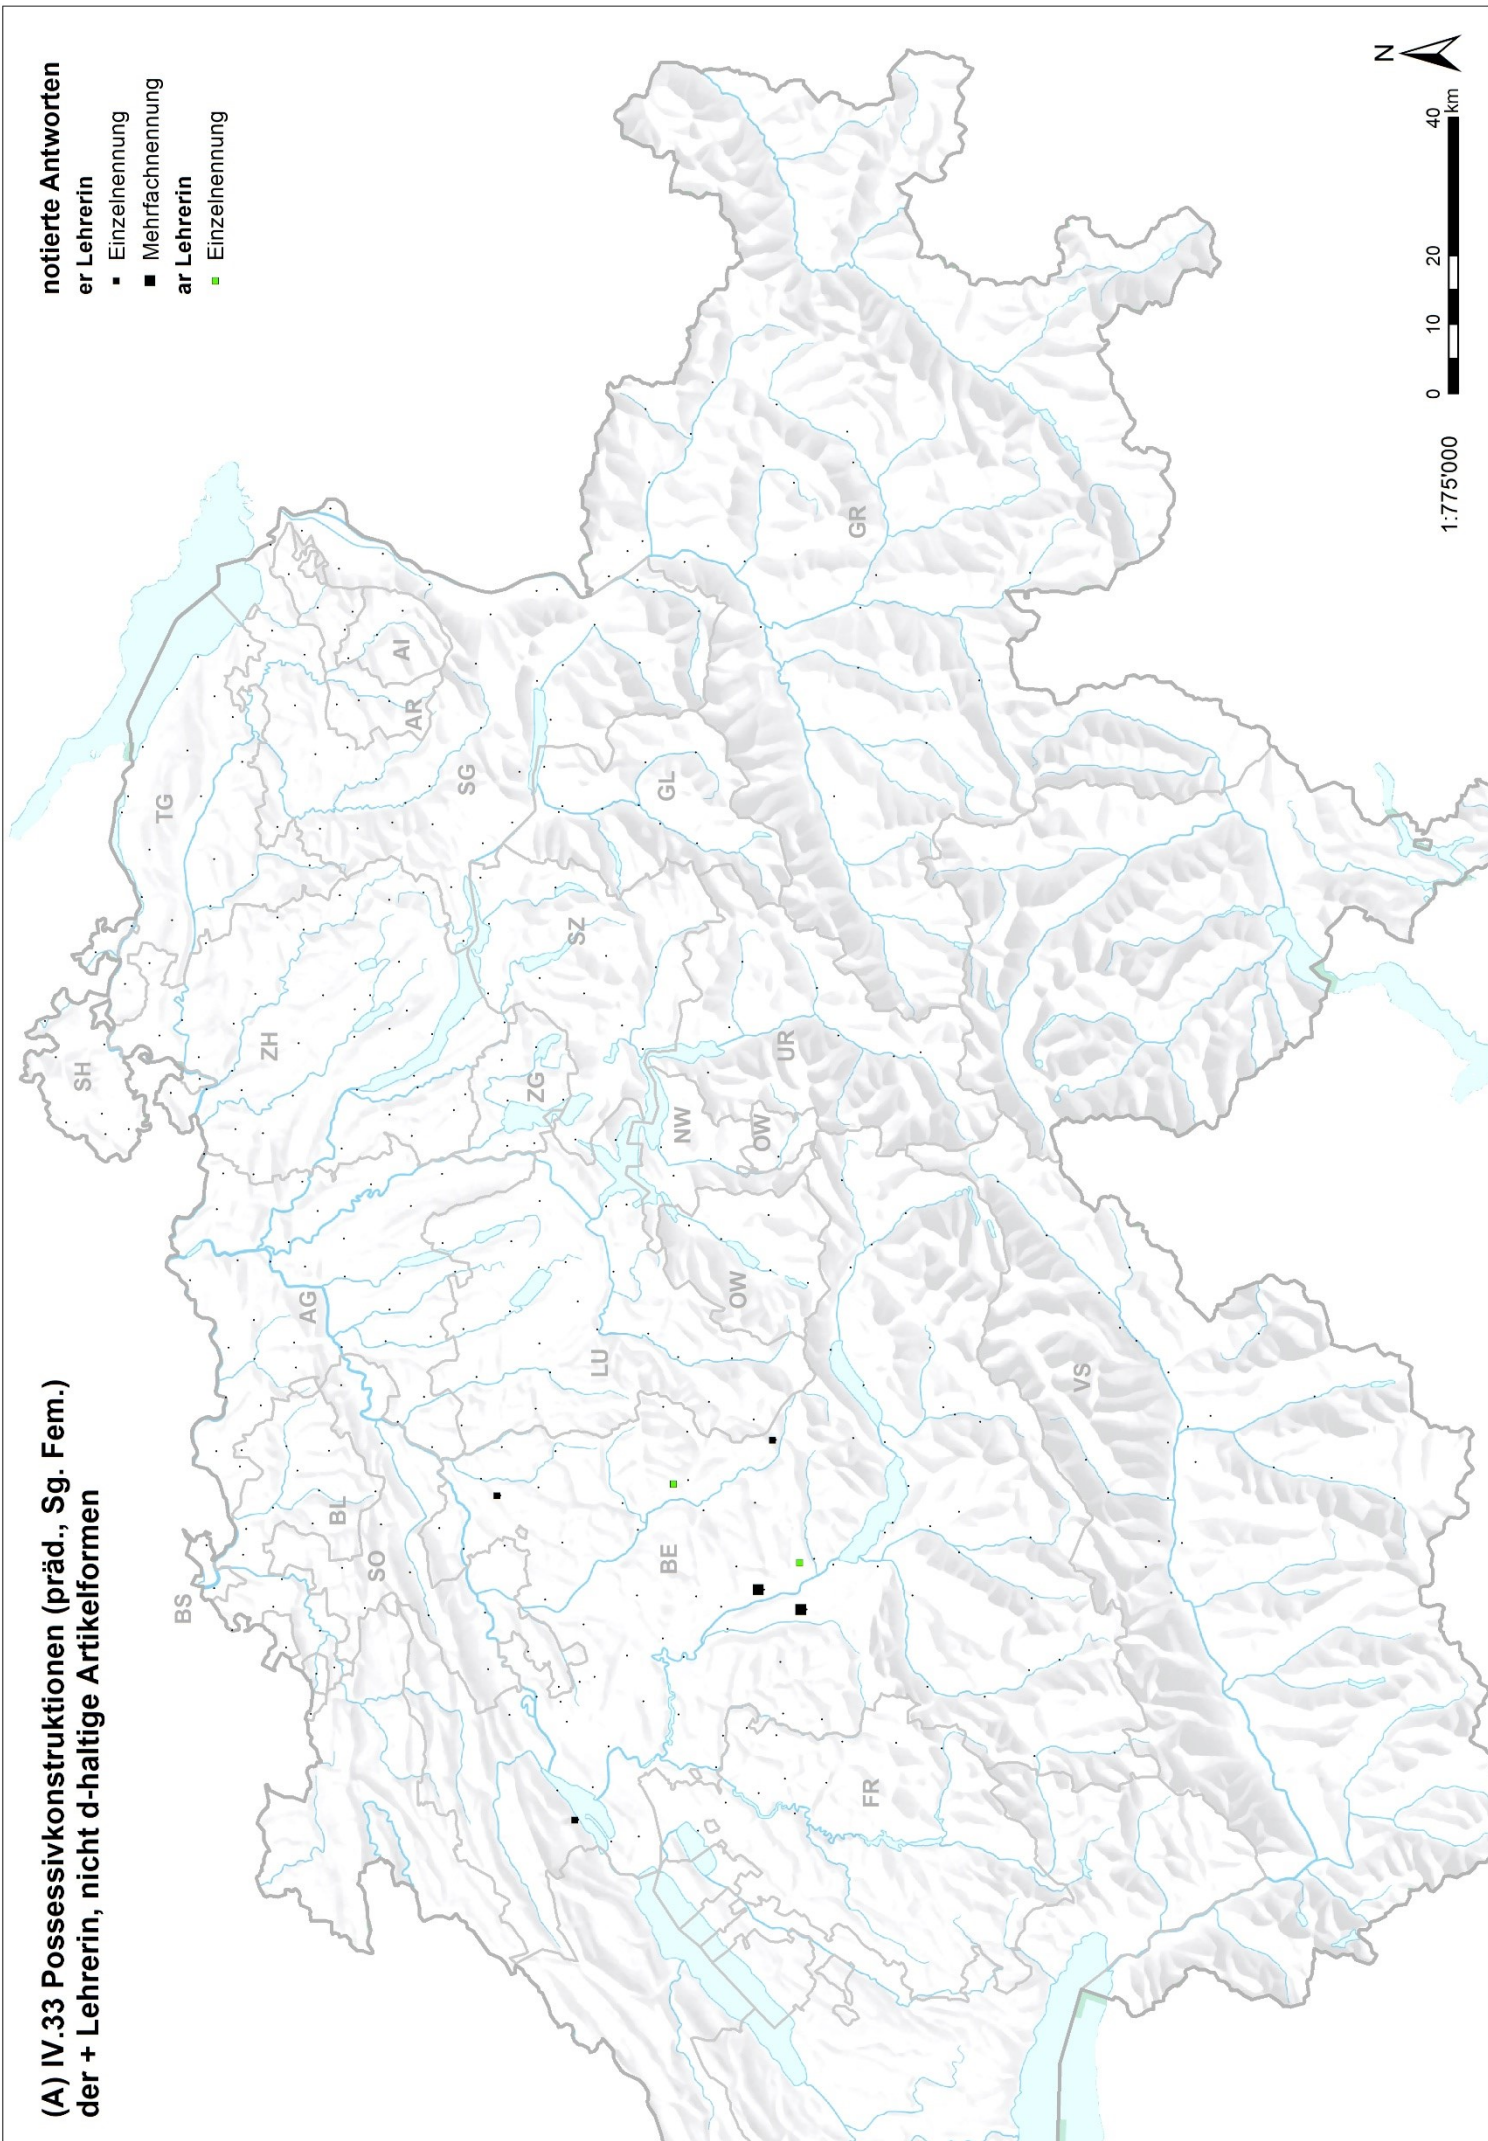 (A) IV.33 Possessivkonstruktionen (präd., Sg. Fem.)
der + Lehrerin, nicht d-haltige Artikelformen
notierte Antworten
er Lehrerin
Einzelnennung
Mehrfachnennung
ar Lehrerin
Einzelnennung
SH
BS
TG
ZH
AG
BL
SO
AI
AR
SG
ZG
SZ
LU
GL
NW
OW
OW
UR
BE
GR
FR
VS
N
1:775'000
0 10 20 40
km